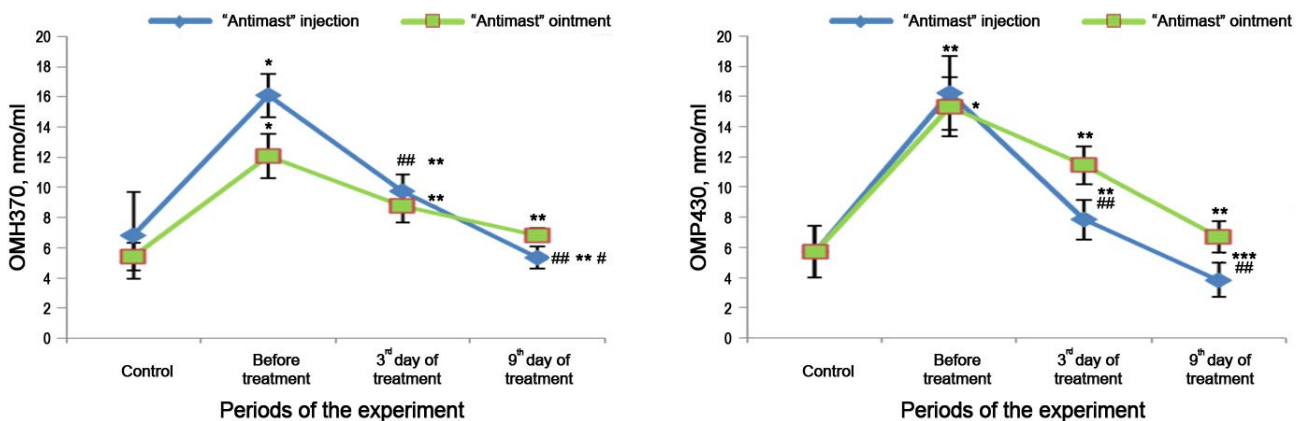 “Antimast” injection
“Antimast” ointment
OMH370, nmo/ml
20
18
16
14
12
10
8
6
4
2
0
*
*
## **
**
**
## ** #
Control
Before
treatment
3rd day of
treatment
9th day of
treatment
Periods of the experiment
“Antimast” injection
“Antimast” ointment
OMP430, nmo/ml
20
18
16
14
12
10
8
6
4
2
0
**
*
**
**
##
**
***
##
Control
Before
treatment
3rd day of
treatment
9th day of
treatment
Periods of the experiment